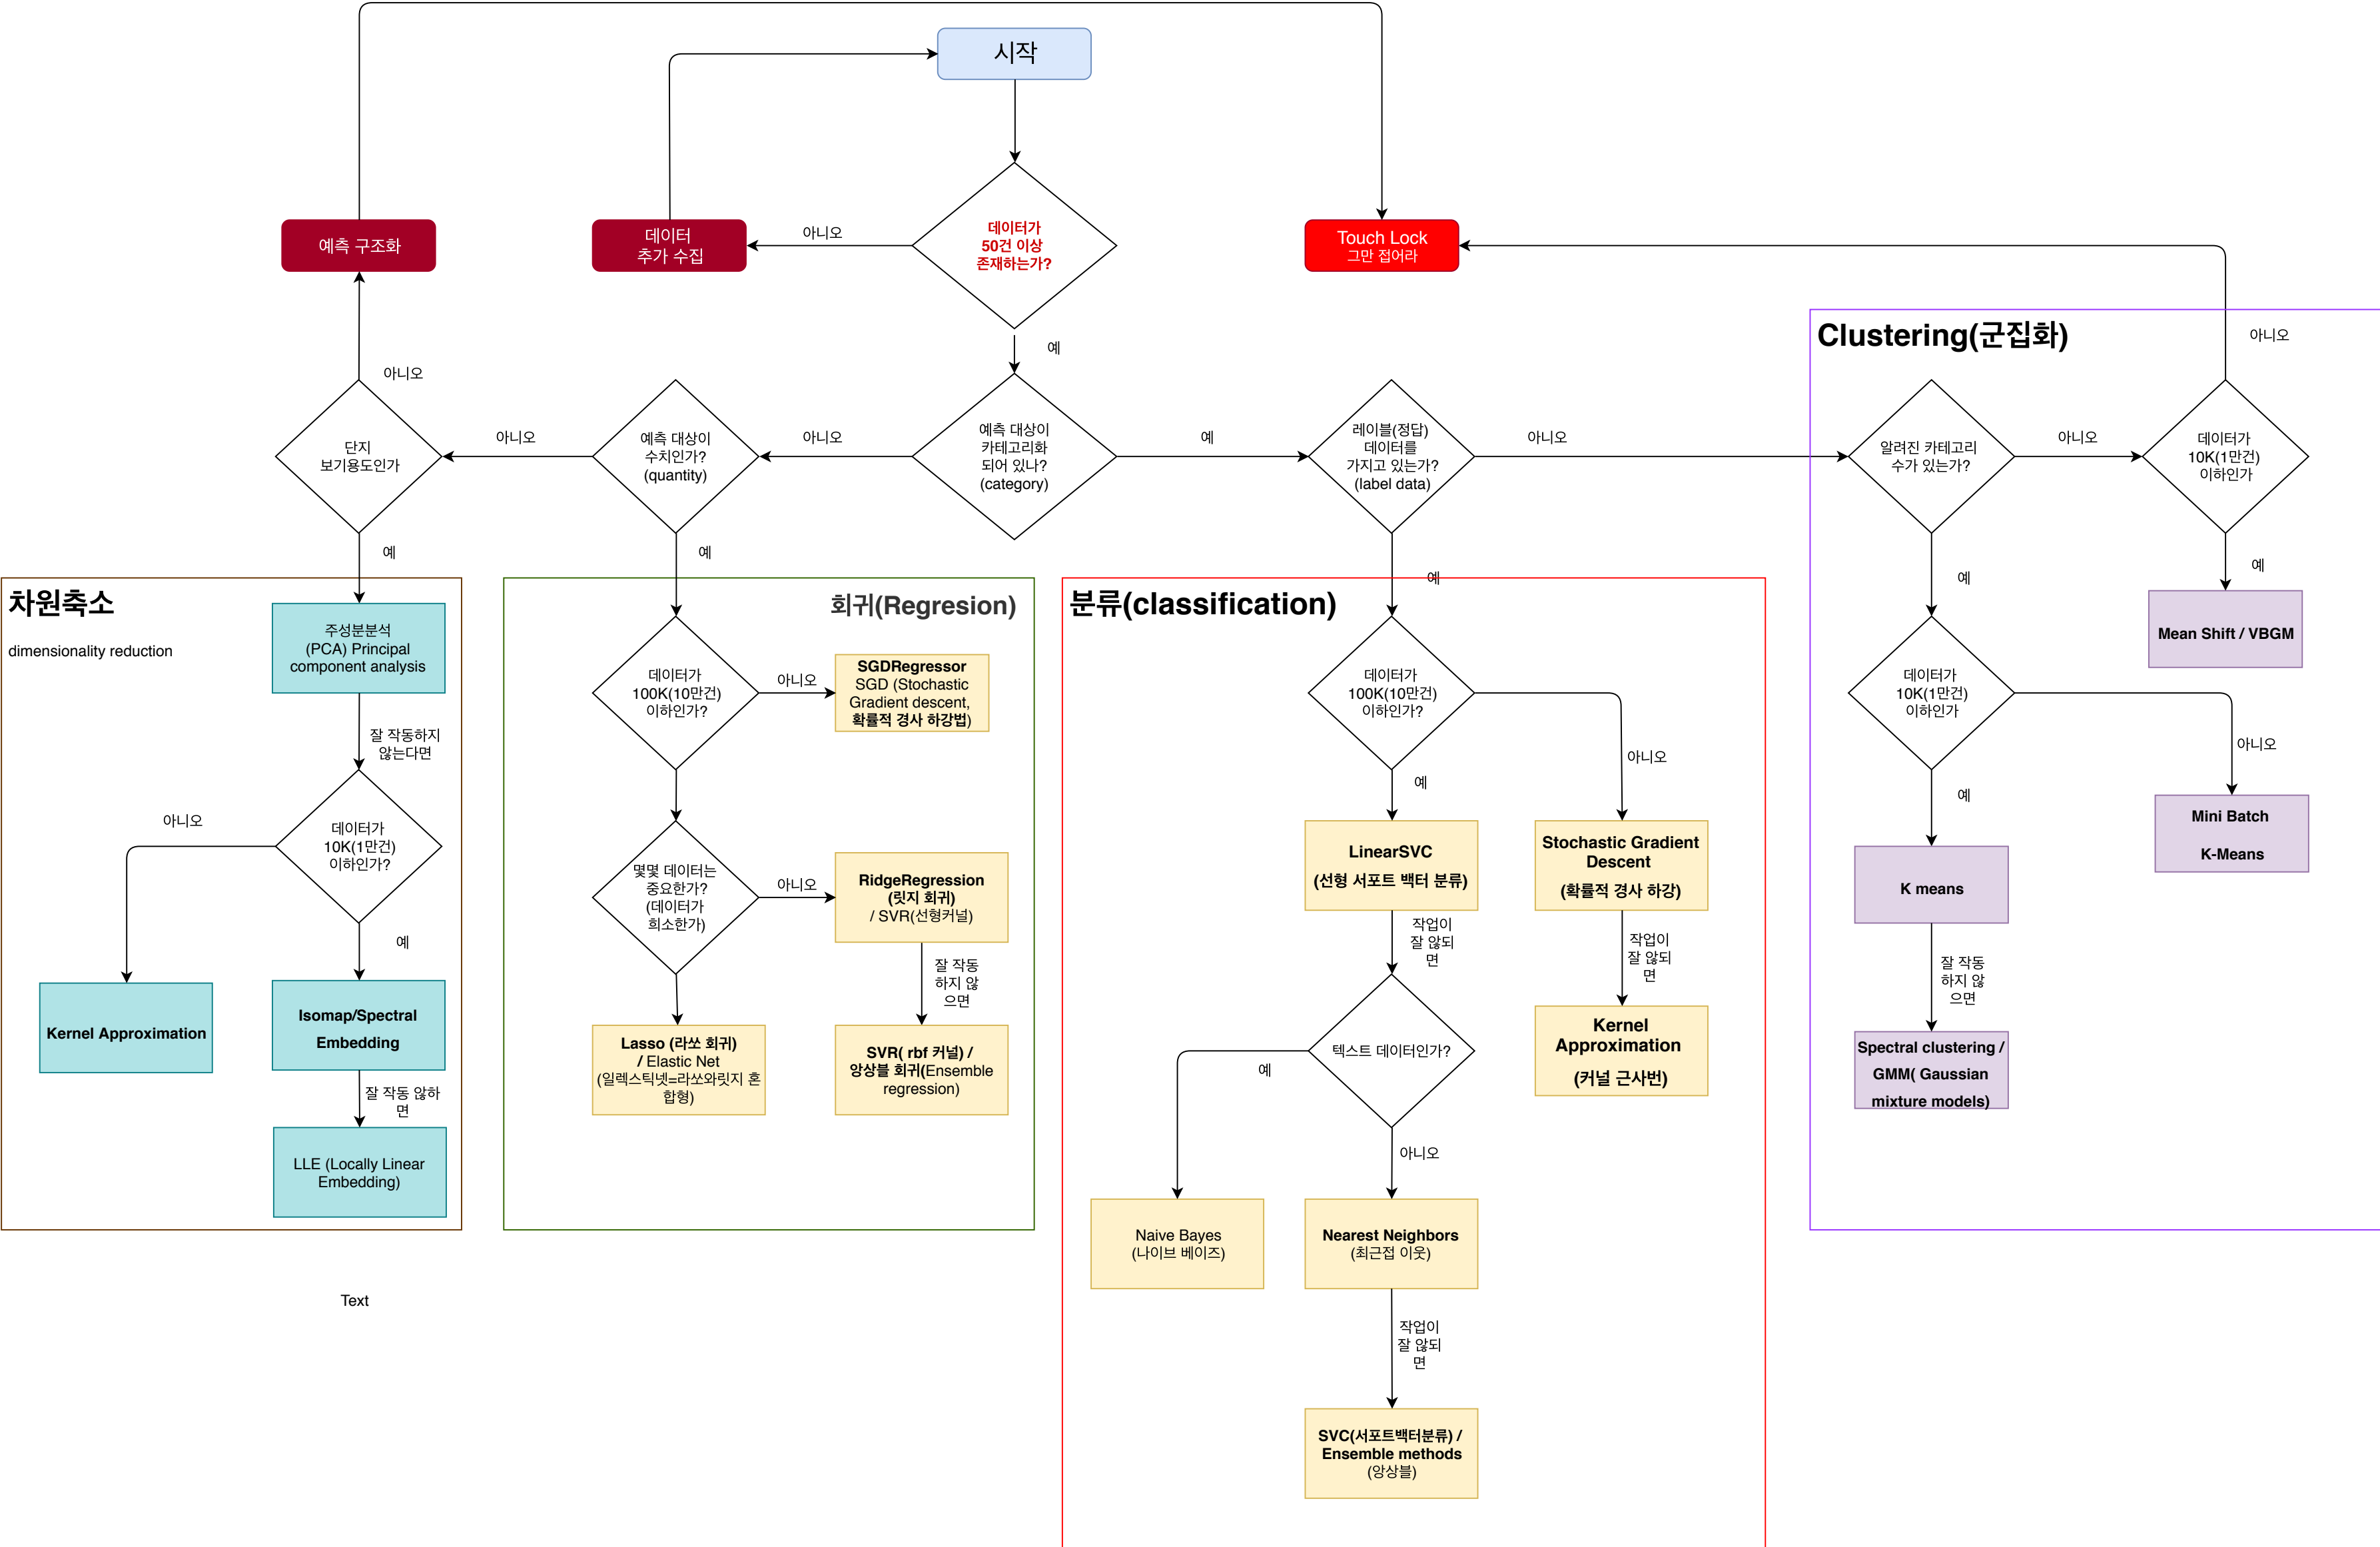 시작
데이터가
50건 이상
존재하는가?
아니오
데이터
추가 수집
예측 구조화
Touch Lock
그만 접어라
예
예측 대상이
카테고리화
되어 있나?
(category)
아니오
예
예측 대상이
수치인가?
(quantity)
아니오
예
단지
보기용도인가
아니오
예
레이블(정답)
데이터를
가지고 있는가?
(label data)
아니오
예
차원축소
dimensionality reduction
주성분분석
(PCA) Principal
component analysis
잘 작동하지
않는다면
데이터가
10K(1만건)
이하인가?
아니오
예
Kernel Approximation
Isomap/Spectral
Embedding
잘 작동 않하
면
LLE (Locally Linear
Embedding)
Text
회귀(Regresion)
데이터가
100K(10만건)
이하인가?
아니오
SGDRegressor
SGD (Stochastic
Gradient descent,
확률적 경사 하강법)
몇몇 데이터는
중요한가?
(데이터가
희소한가)
아니오
RidgeRegression
(릿지 회귀)
/ SVR(선형커널)
잘 작동
하지 않
으면
Lasso (라쏘 회귀)
/ Elastic Net
(일렉스틱넷=라쏘와릿지 혼
합형)
SVR( rbf 커널) /
앙상블 회귀(Ensemble
regression)
분류(classification)
데이터가
100K(10만건)
이하인가?
아니오
예
LinearSVC
(선형 서포트 백터 분류)
Stochastic Gradient
Descent
(확률적 경사 하강)
작업이
잘 않되
면
작업이
잘 않되
면
텍스트 데이터인가?
Kernel
Approximation
(커널 근사번)
예
아니오
Naive Bayes
(나이브 베이즈)
Nearest Neighbors
(최근접 이웃)
작업이
잘 않되
면
SVC(서포트백터분류) /
Ensemble methods
(앙상블)
Clustering(군집화)
알려진 카테고리
수가 있는가?
아니오
데이터가
10K(1만건)
이하인가
아니오
예
예
Mean Shift / VBGM
데이터가
10K(1만건)
이하인가
아니오
예
Mini Batch
K-Means
K means
잘 작동
하지 않
으면
Spectral clustering /
GMM( Gaussian
mixture models)